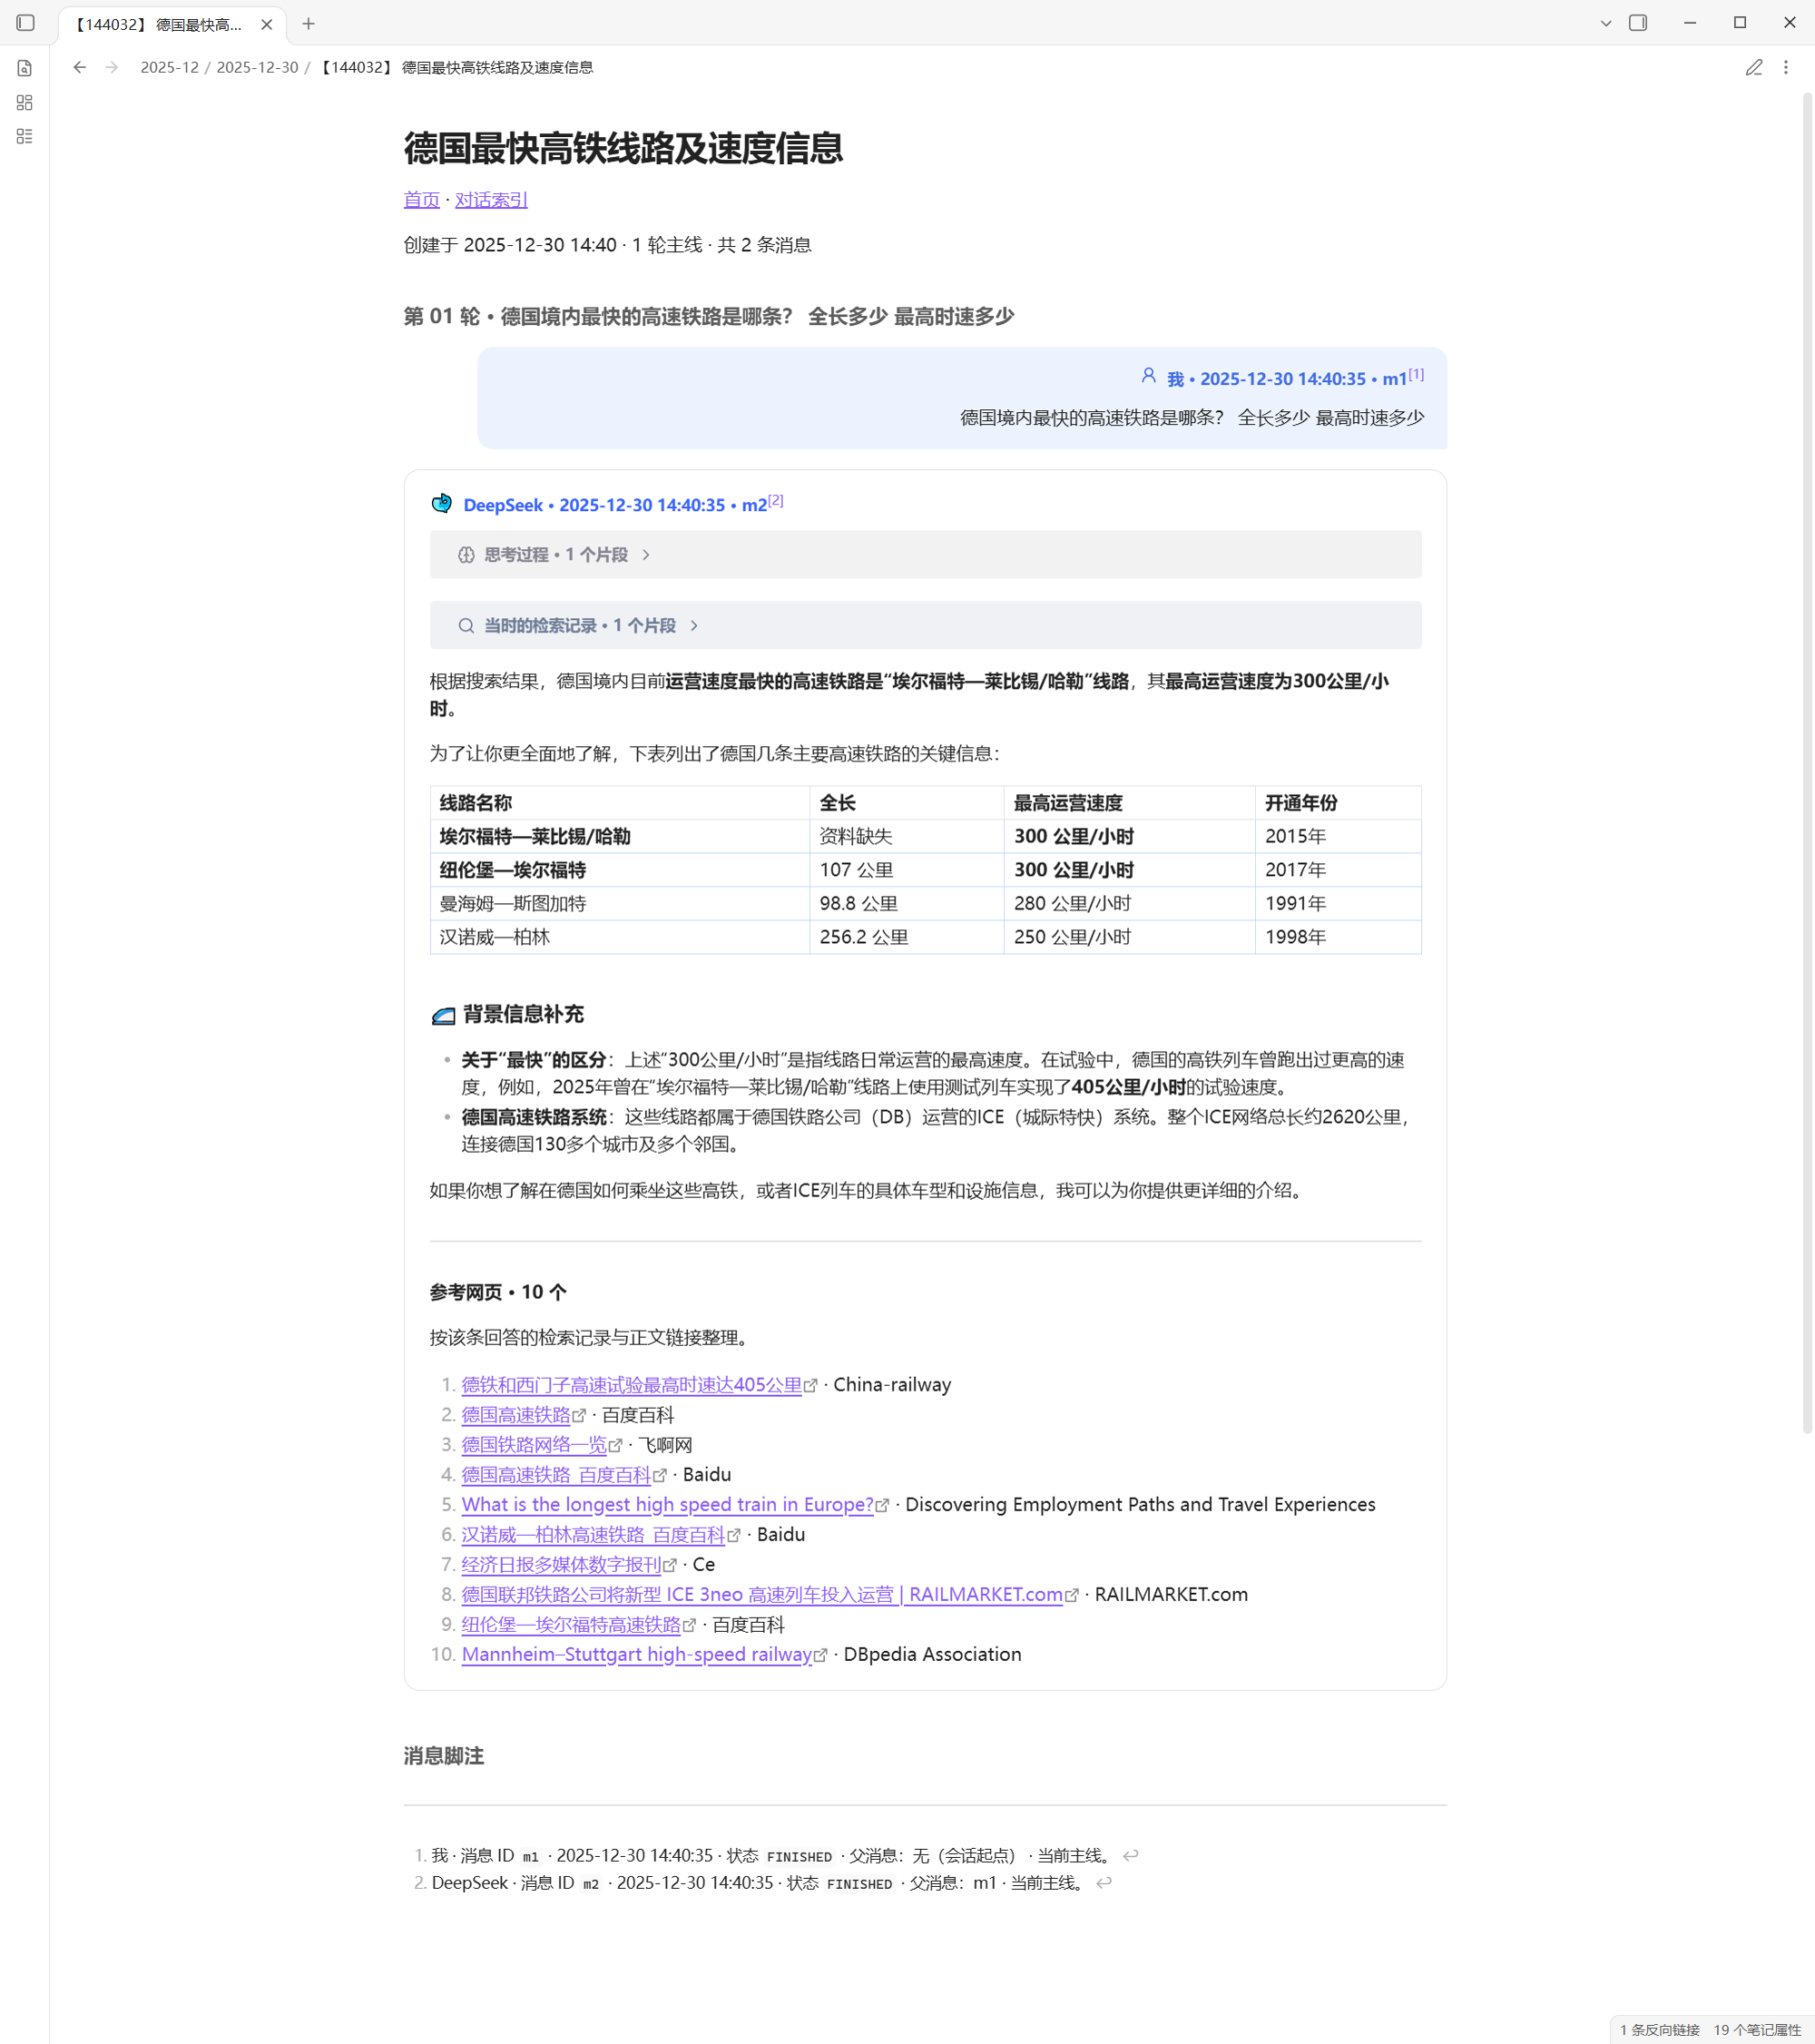 【144032】 德国最快高...
2025-12 / 2025-12-30 / 【144032】 德国最快高铁线路及速度信息
德国最快高铁线路及速度信息
首页 · 对话索引
创建于 2025-12-30 14:40 · 1 轮主线 · 共 2 条消息
第 01 轮 • 德国境内最快的高速铁路是哪条？ 全长多少 最高时速多少
我 • 2025-12-30 14:40:35 • m1[1]
德国境内最快的高速铁路是哪条？ 全长多少 最高时速多少
DeepSeek • 2025-12-30 14:40:35 • m2[2]
思考过程 • 1 个片段
当时的检索记录 • 1 个片段
根据搜索结果，德国境内目前运营速度最快的高速铁路是“埃尔福特—莱比锡/哈勒”线路，其最高运营速度为300公里/小
时。
为了让你更全面地了解，下表列出了德国几条主要高速铁路的关键信息：
线路名称 全长 最高运营速度 开通年份
埃尔福特—莱比锡/哈勒 资料缺失 300 公里/小时 2015年
纽伦堡—埃尔福特 107 公里 300 公里/小时 2017年
曼海姆—斯图加特 98.8 公里 280 公里/小时 1991年
汉诺威—柏林 256.2 公里 250 公里/小时 1998年
🚄 背景信息补充
• 关于“最快”的区分：上述“300公里/小时”是指线路日常运营的最高速度。在试验中，德国的高铁列车曾跑出过更高的速
度，例如，2025年曾在“埃尔福特—莱比锡/哈勒”线路上使用测试列车实现了405公里/小时的试验速度。
• 德国高速铁路系统：这些线路都属于德国铁路公司（DB）运营的ICE（城际特快）系统。整个ICE网络总长约2620公里，
连接德国130多个城市及多个邻国。
如果你想了解在德国如何乘坐这些高铁，或者ICE列车的具体车型和设施信息，我可以为你提供更详细的介绍。
参考网页 • 10 个
按该条回答的检索记录与正文链接整理。
1. 德铁和西门子高速试验最高时速达405公里 · China-railway
2. 德国高速铁路 · 百度百科
3. 德国铁路网络一览 · 飞啊网
4. 德国高速铁路_百度百科 · Baidu
5. What is the longest high speed train in Europe? · Discovering Employment Paths and Travel Experiences
6. 汉诺威—柏林高速铁路_百度百科 · Baidu
7. 经济日报多媒体数字报刊 · Ce
8. 德国联邦铁路公司将新型 ICE 3neo 高速列车投入运营 | RAILMARKET.com · RAILMARKET.com
9. 纽伦堡—埃尔福特高速铁路 · 百度百科
10. Mannheim–Stuttgart high-speed railway · DBpedia Association
消息脚注
1. 我 · 消息 ID m1 · 2025-12-30 14:40:35 · 状态 FINISHED · 父消息：无（会话起点） · 当前主线。 ↩
2. DeepSeek · 消息 ID m2 · 2025-12-30 14:40:35 · 状态 FINISHED · 父消息：m1 · 当前主线。 ↩
1 条反向链接 19 个笔记属性